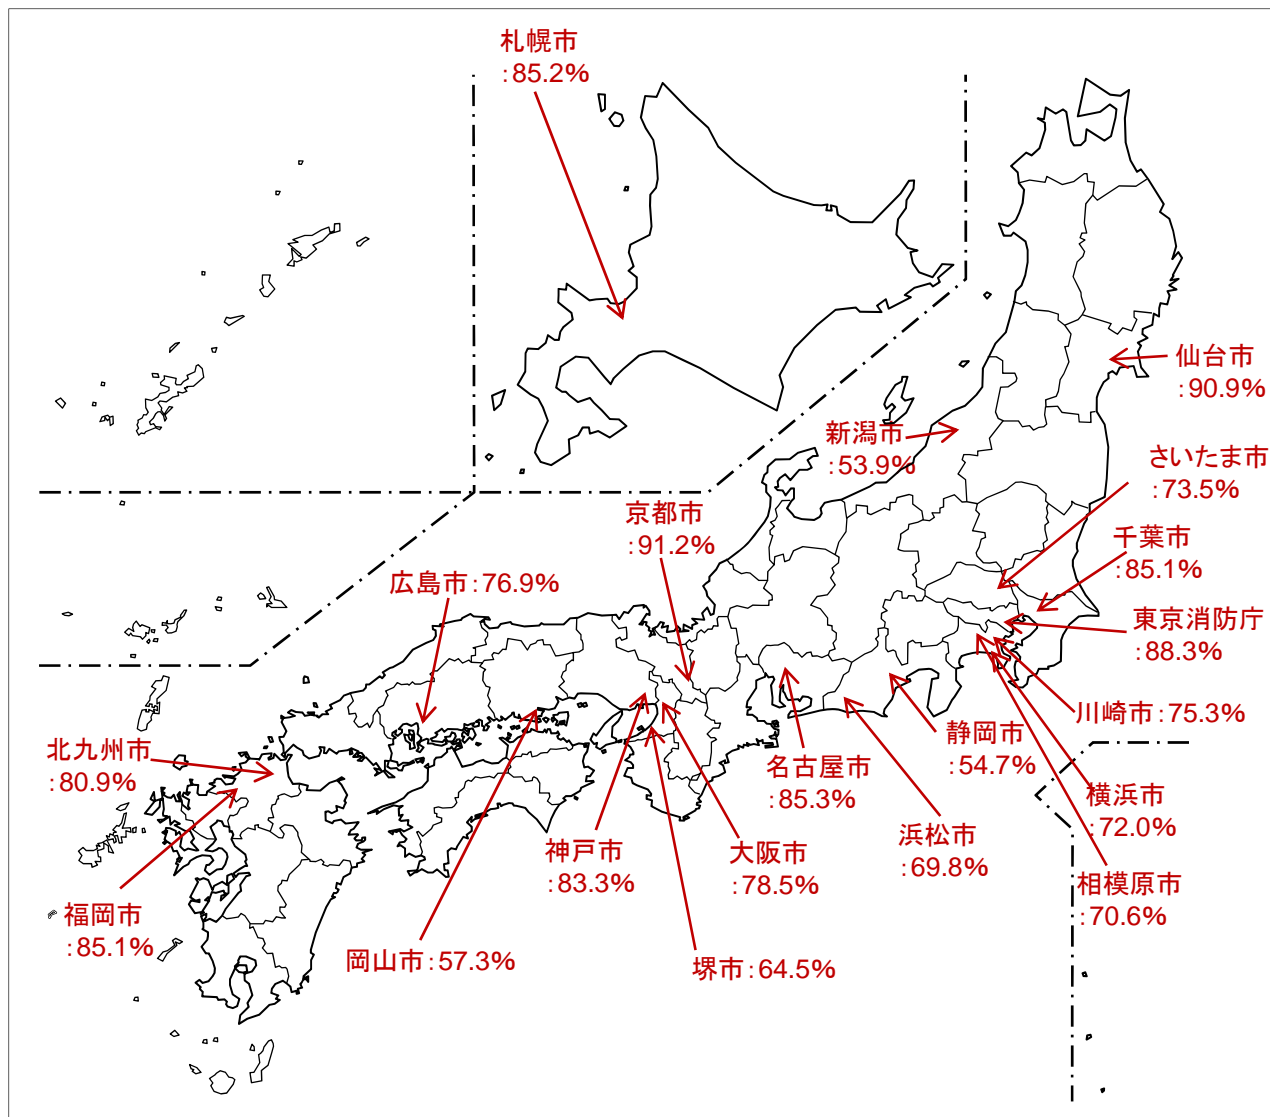 札幌市
:85.2%
仙台市
:90.9%
新潟市
:53.9%
さいたま市
:73.5%
京都市
:91.2%
千葉市
:85.1%
広島市:76.9%
東京消防庁
:88.3%
川崎市:75.3%
静岡市
:54.7%
北九州市
:80.9%
名古屋市
:85.3%
横浜市
:72.0%
浜松市
:69.8%
神戸市
:83.3%
大阪市
:78.5%
相模原市
:70.6%
福岡市
:85.1%
岡山市:57.3%
堺市:64.5%